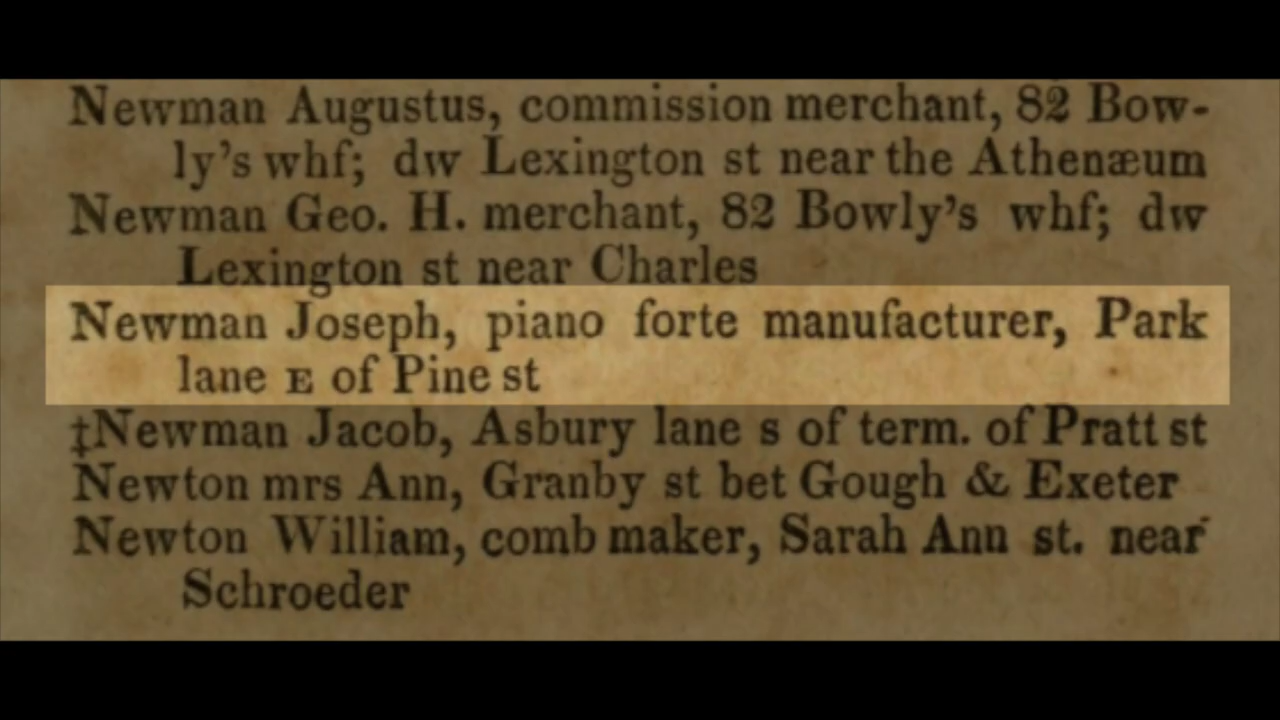 Newman Augustus, commission merchant, 82 Bow-
ly's whf; dw Lexington st near the Athenæum
Newman Geo. H. merchant, 82 Bowly's whf; dw
Lexington st near Charles
Newman Joseph, piano forte manufacturer, Park
lane E of Pine st
‡Newman Jacob, Asbury lane s of term. of Pratt st
Newton mrs Ann, Granby st bet Gough & Exeter
Newton William, comb maker, Sarah Ann st. near
Schroeder